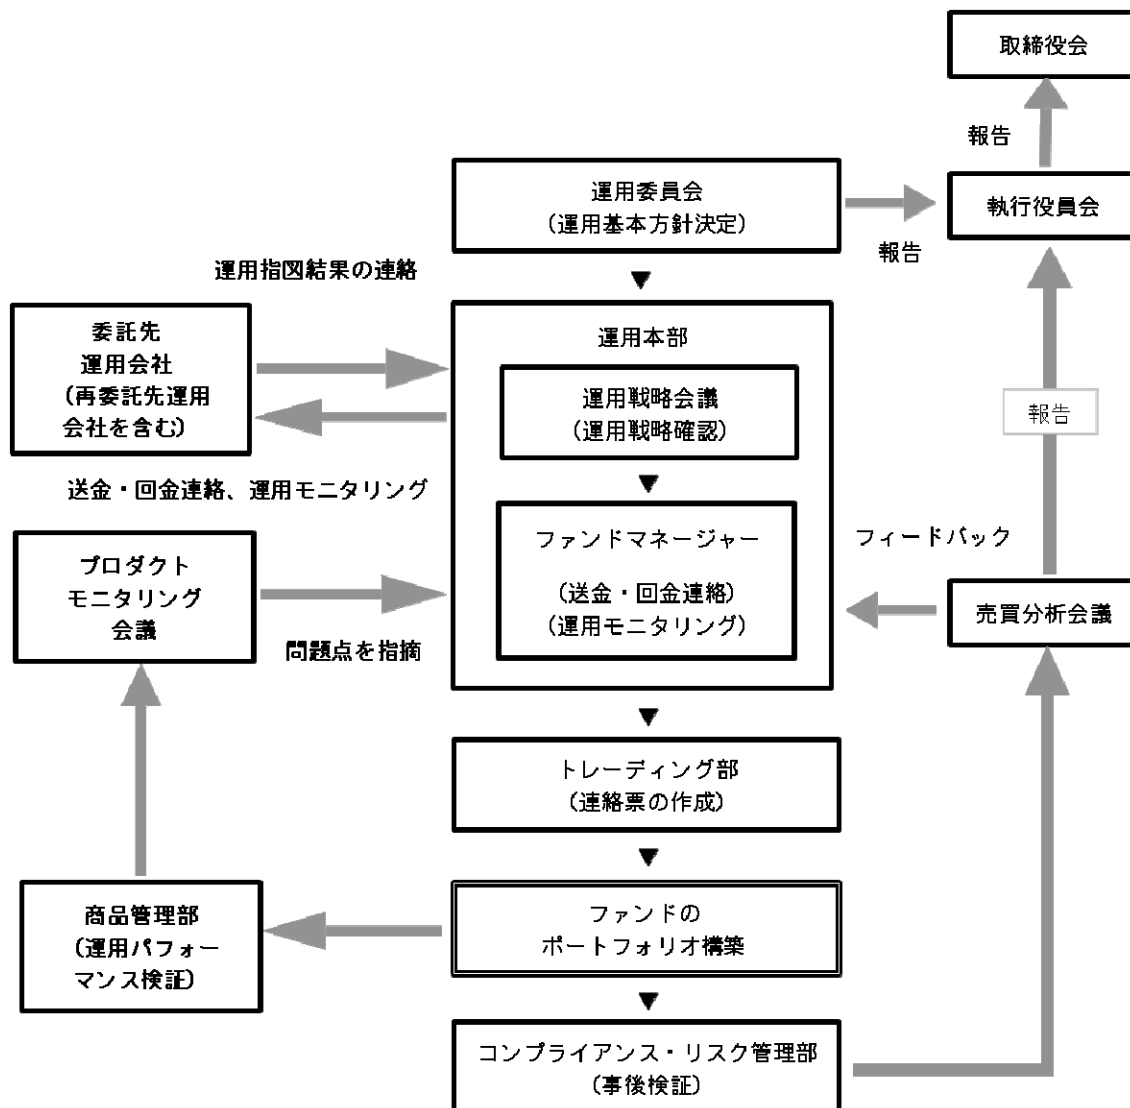 取締役会
報告
運用委員会
(運用基本方針決定)
執行役員会
報告
運用指図結果の連絡
委託先
運用会社
(再委託先運用
会社を含む)
運用本部
運用戦略会議
(運用戦略確認)
報告
送金・回金連絡、運用モニタリング
プロダクト
モニタリング
会議
ファンドマネージャー
(送金・回金連絡)
(運用モニタリング)
フィードバック
売買分析会議
問題点を指摘
トレーディング部
(連絡票の作成)
商品管理部
(運用パフォー
マンス検証)
ファンドの
ポートフォリオ構築
コンプライアンス・リスク管理部
(事後検証)